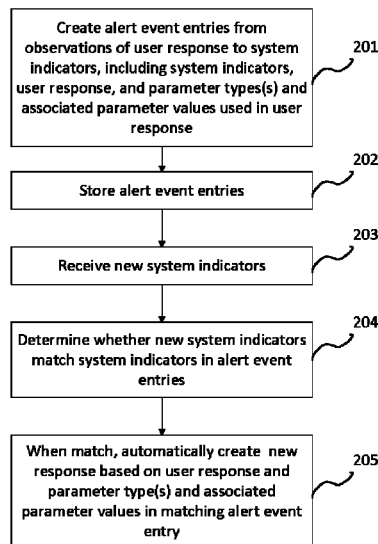 Create alert event entries from
observations of user response to system
indicators, including system indicators,
user response, and parameter types(s) and
associated parameter values used in user
response
201
202
Store alert event entries
203
Receive new system indicators
204
Determine whether new system indicators
match system indicators in alert event
entries
205
When match, automatically create new
response based on user response and
parameter type(s) and associated
parameter values in matching alert event
entry